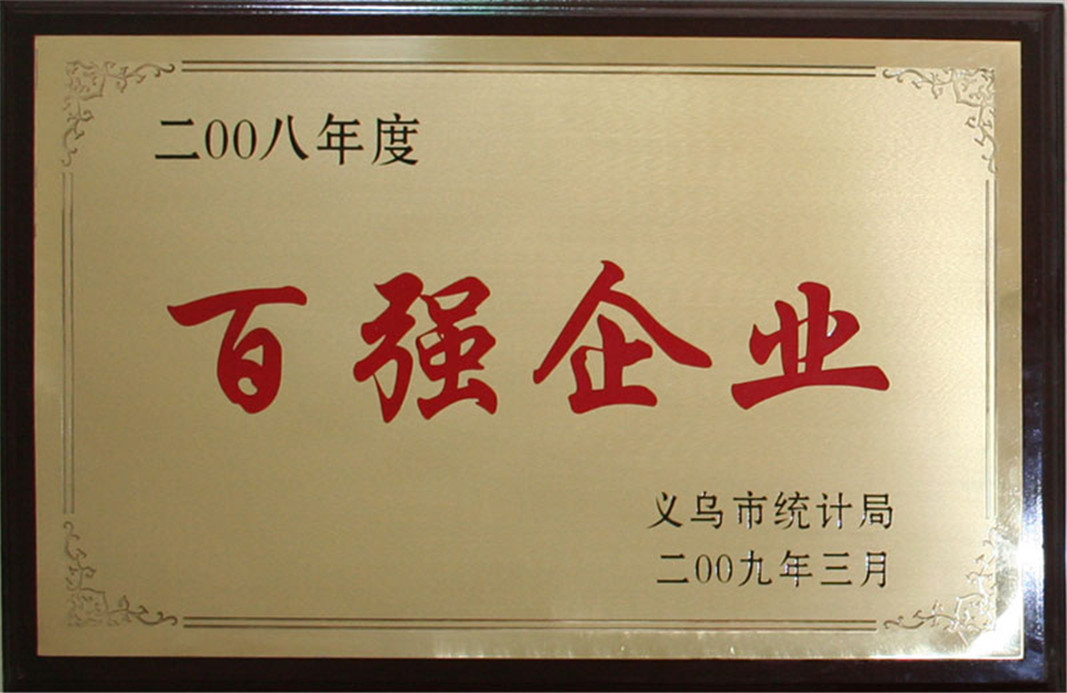 二00八年度
百强企业
义乌市统计局
二00九年三月